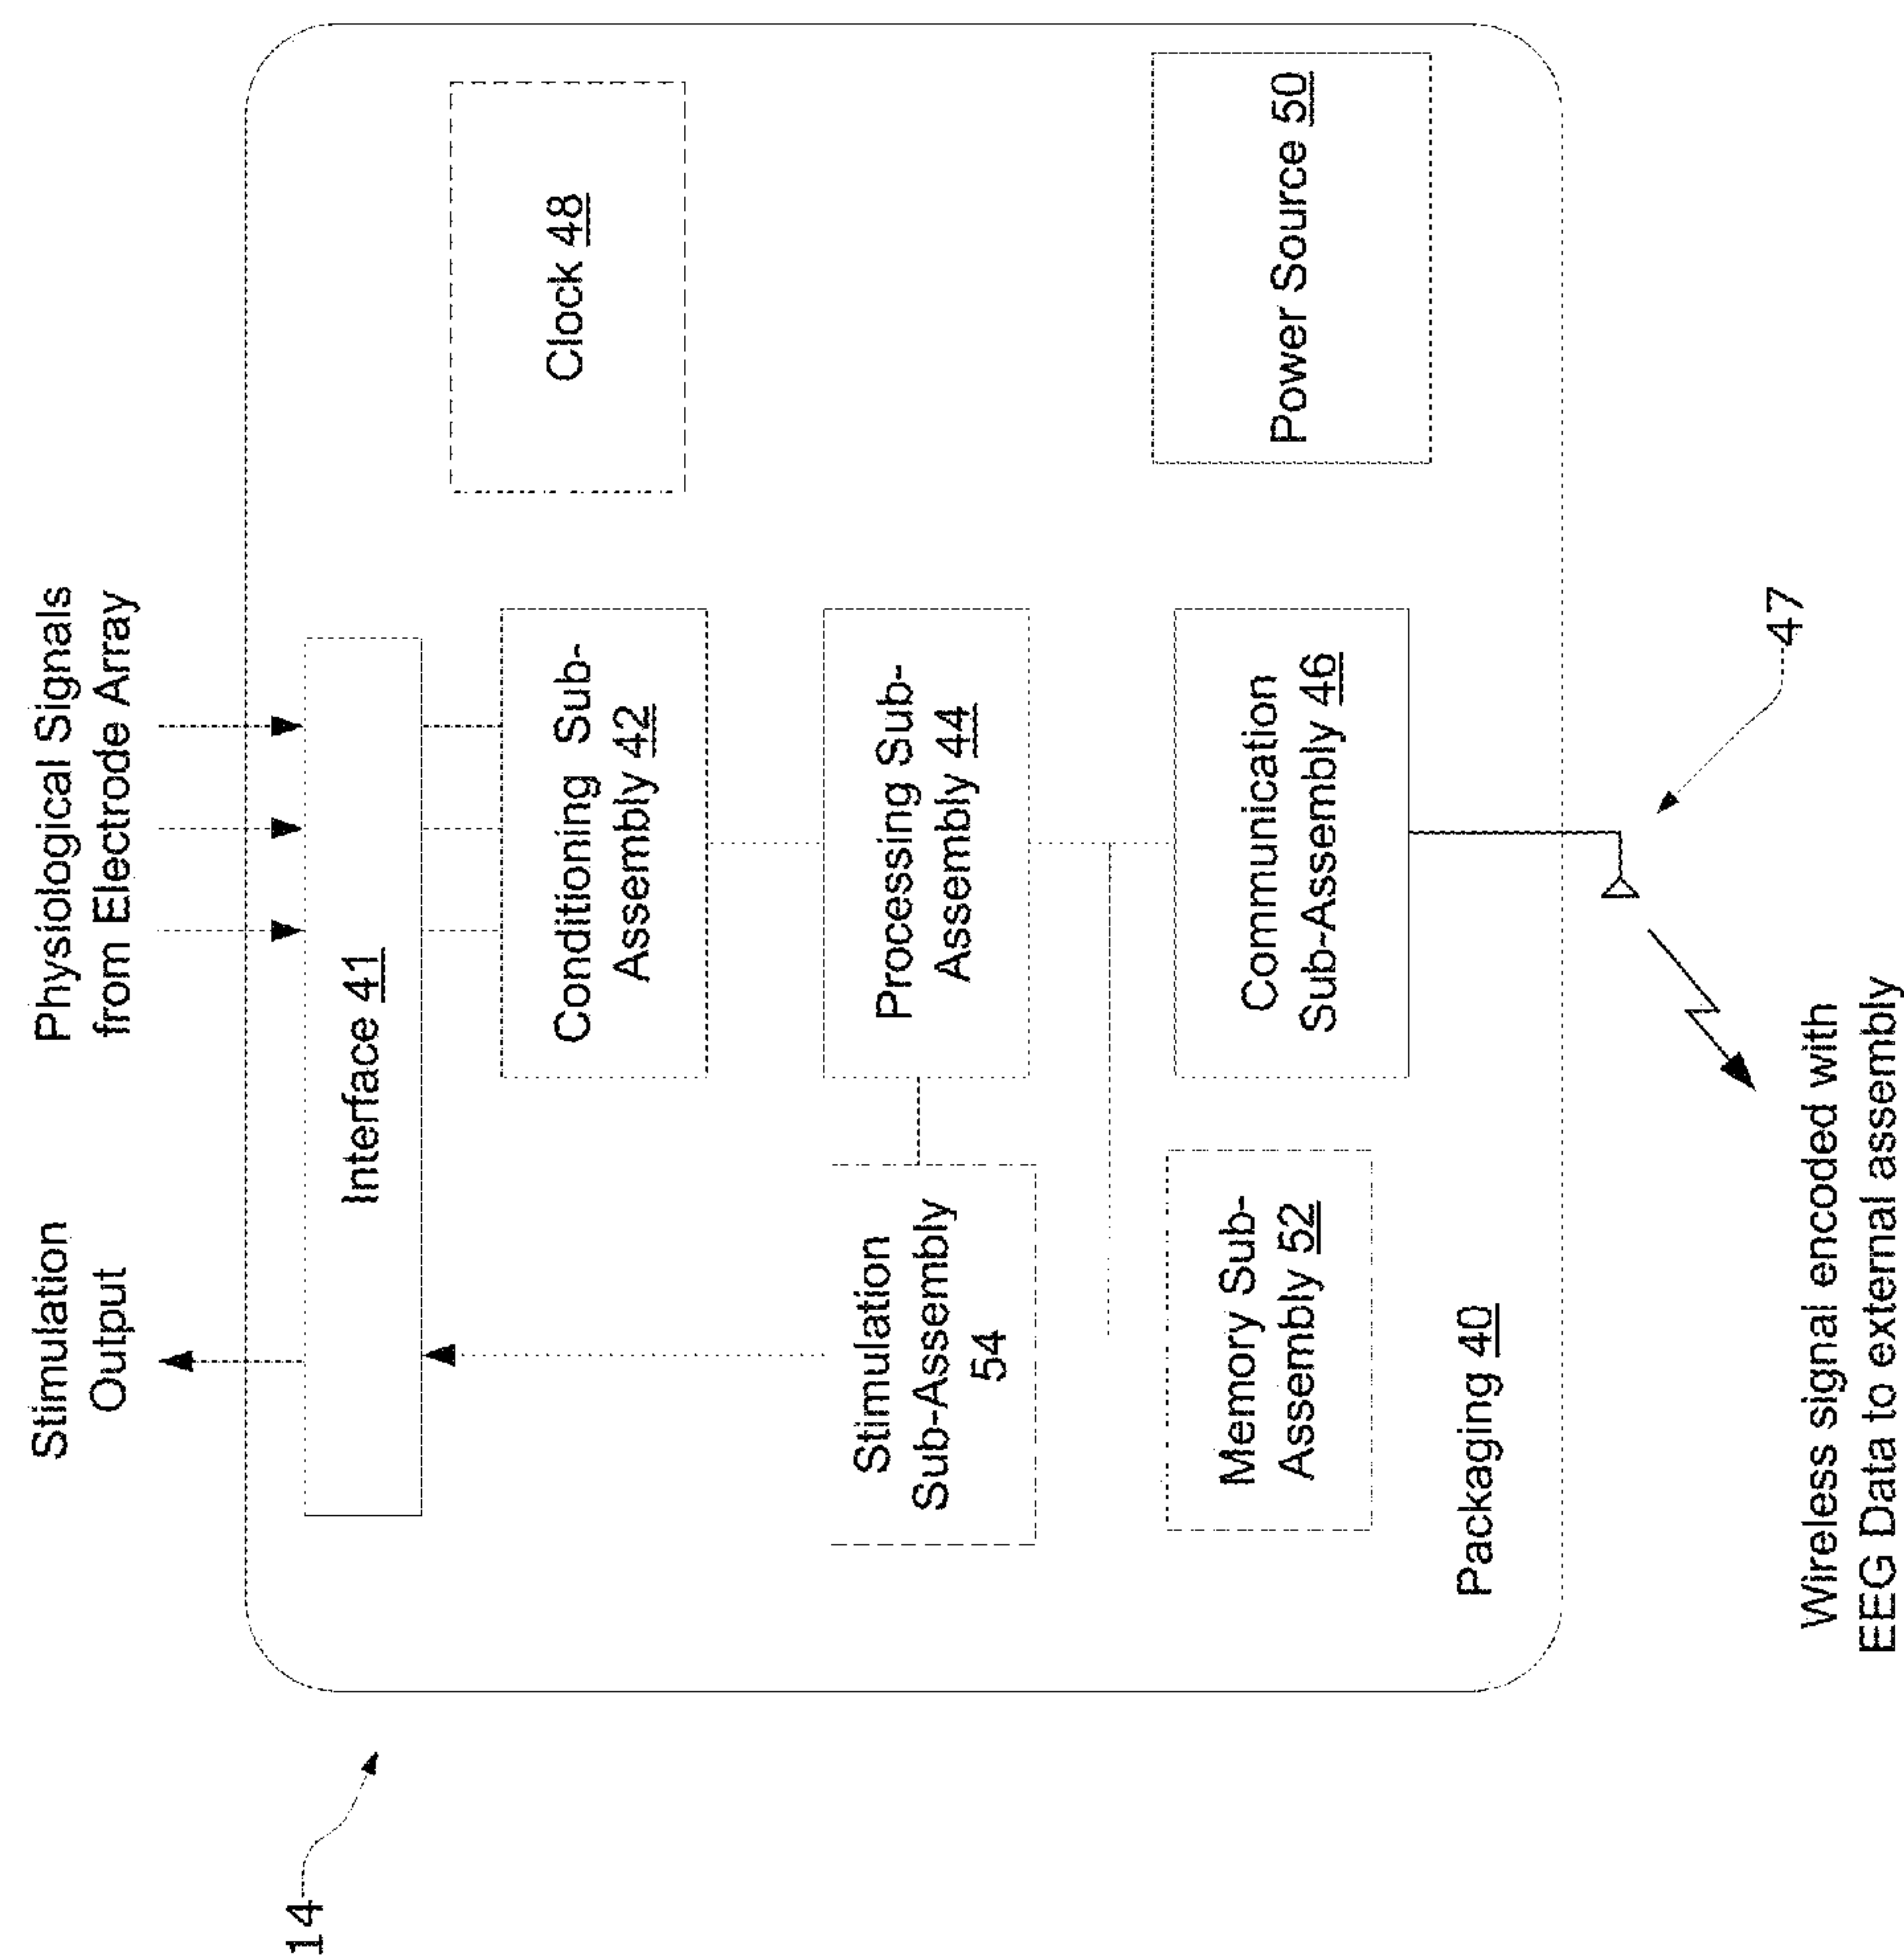 Stimulation
Output
Physiological Signals
from Electrode Array
14
Interface 41
Clock 48
Conditioning Sub-
Assembly 42
Stimulation
Sub-Assembly
54
Processing Sub-
Assembly 44
Memory Sub-
Assembly 52
Communication
Sub-Assembly 46
Power Source 50
Packaging 40
47
Wireless signal encoded with
EEG Data to external assembly